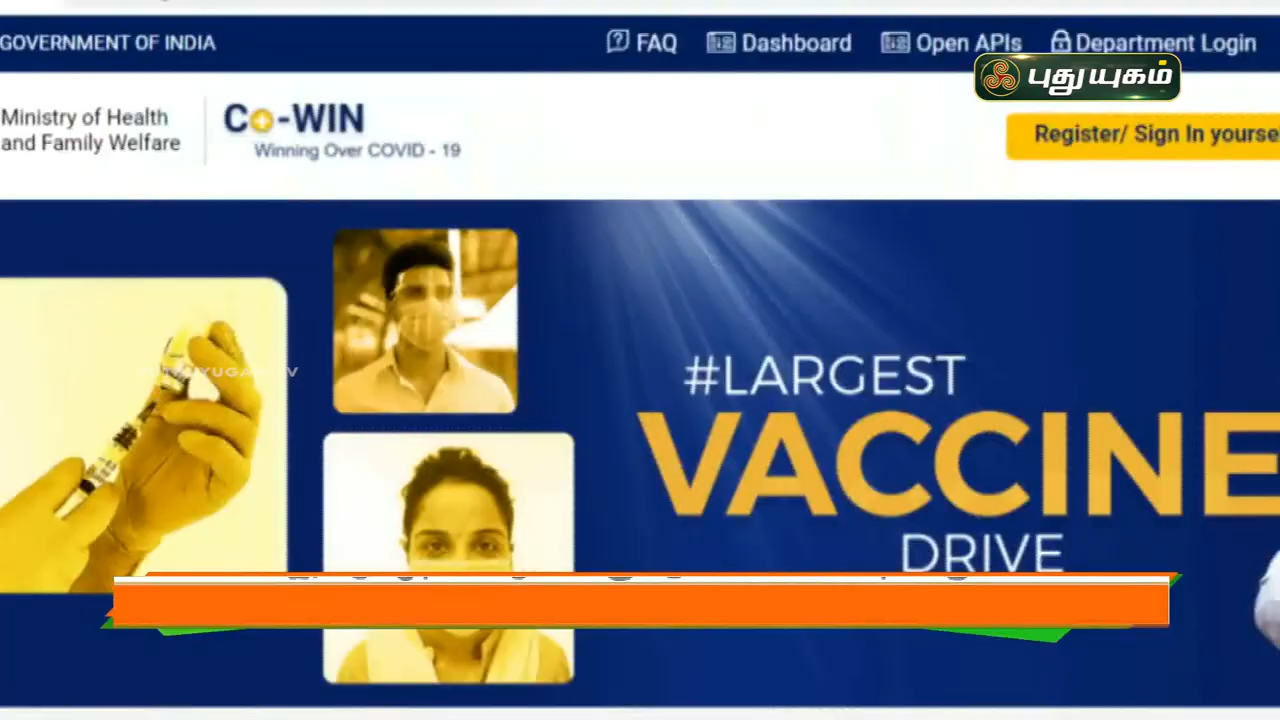 GOVERNMENT OF INDIA
FAQ
Dashboard
Open APIs
Department Login
புதுயுகம்
Ministry of Health
and Family Welfare
Co-WIN
Winning Over COVID - 19
Register/ Sign In
#LARGEST
VACCINE
DRIVE